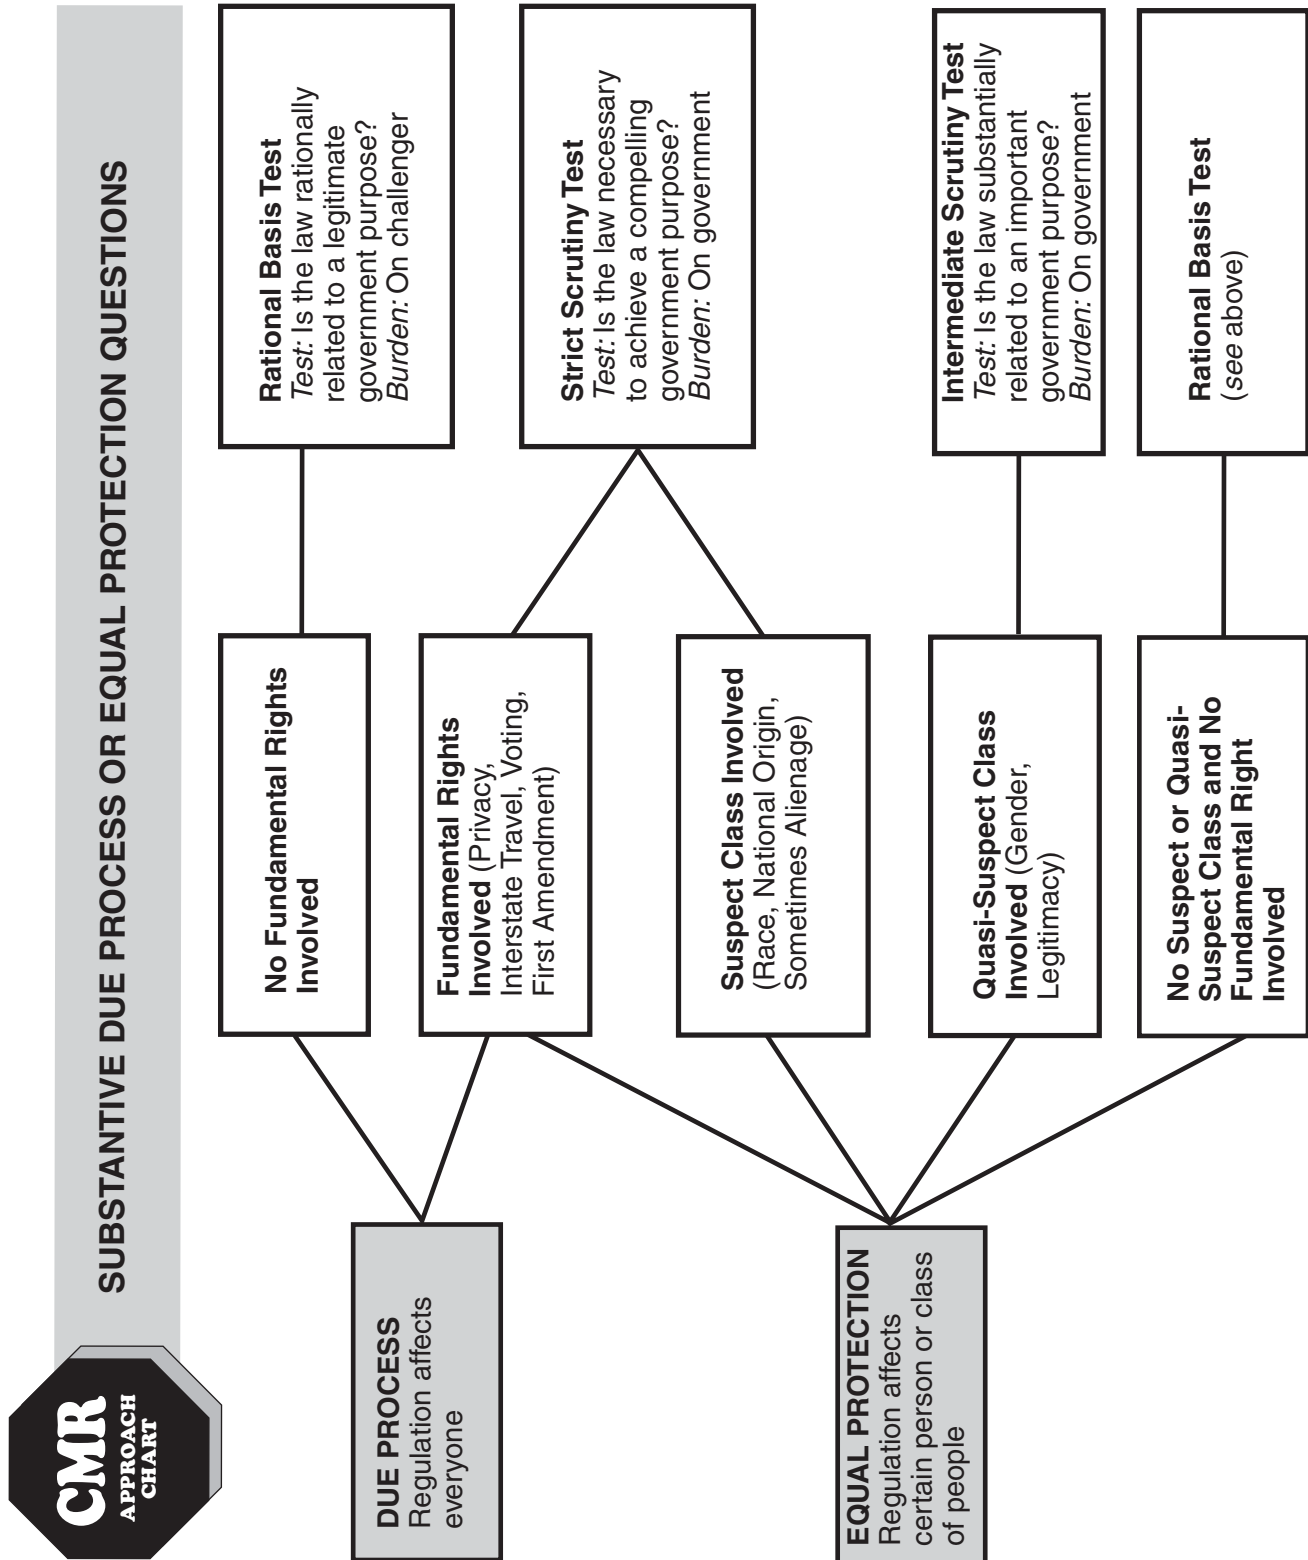 CMR
APPROACH
CHART
SUBSTANTIVE DUE PROCESS OR EQUAL PROTECTION QUESTIONS
DUE PROCESS
Regulation affects
everyone
EQUAL PROTECTION
Regulation affects
certain person or class
of people
No Fundamental Rights
Involved
Fundamental Rights
Involved (Privacy,
Interstate Travel, Voting,
First Amendment)
Suspect Class Involved
(Race, National Origin,
Sometimes Alienage)
Quasi-Suspect Class
Involved (Gender,
Legitimacy)
No Suspect or Quasi-
Suspect Class and No
Fundamental Right
Involved
Rational Basis Test
Test: Is the law rationally
related to a legitimate
government purpose?
Burden: On challenger
Strict Scrutiny Test
Test: Is the law necessary
to achieve a compelling
government purpose?
Burden: On government
Intermediate Scrutiny Test
Test: Is the law substantially
related to an important
government purpose?
Burden: On government
Rational Basis Test
(see above)